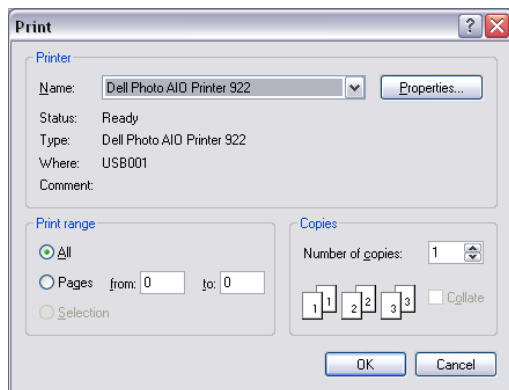 Print
Printer
Name: Dell Photo AIO Printer 922 Properties...
Status: Ready
Type: Dell Photo AIO Printer 922
Where: USB001
Comment:
Print range
All
Pages from: 0 to: 0
Selection
Copies
Number of copies: 1
1 1 2 2 3 3
Collate
OK Cancel